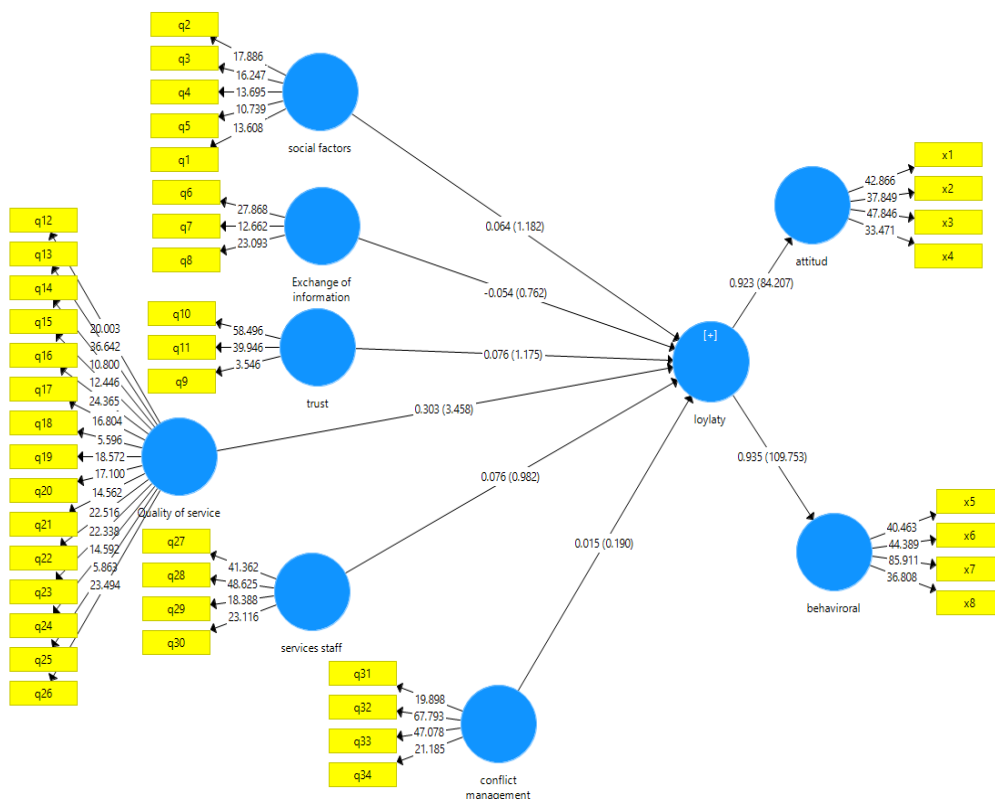 q2
q3
q4
q5
q1
17.886
16.247
13.695
10.739
13.608
social factors
q6
q7
q8
27.868
12.662
23.093
Exchange of
information
q10
q11
q9
58.496
39.946
3.546
trust
q12
q13
q14
q15
q16
q17
q18
q19
q20
q21
q22
q23
q24
q25
q26
20.003
36.642
10.800
12.446
24.365
16.804
5.596
18.572
17.100
14.562
22.516
22.338
14.592
5.863
23.494
Quality of service
q27
q28
q29
q30
41.362
48.625
18.388
23.116
services staff
q31
q32
q33
q34
19.898
67.793
47.078
21.185
conflict
management
0.064 (1.182)
-0.054 (0.762)
0.076 (1.175)
0.303 (3.458)
0.076 (0.982)
0.015 (0.190)
[+]
loylaty
0.923 (84.207)
0.935 (109.753)
attitud
42.866
37.849
47.846
33.471
x1
x2
x3
x4
behaviroral
40.463
44.389
85.911
36.808
x5
x6
x7
x8